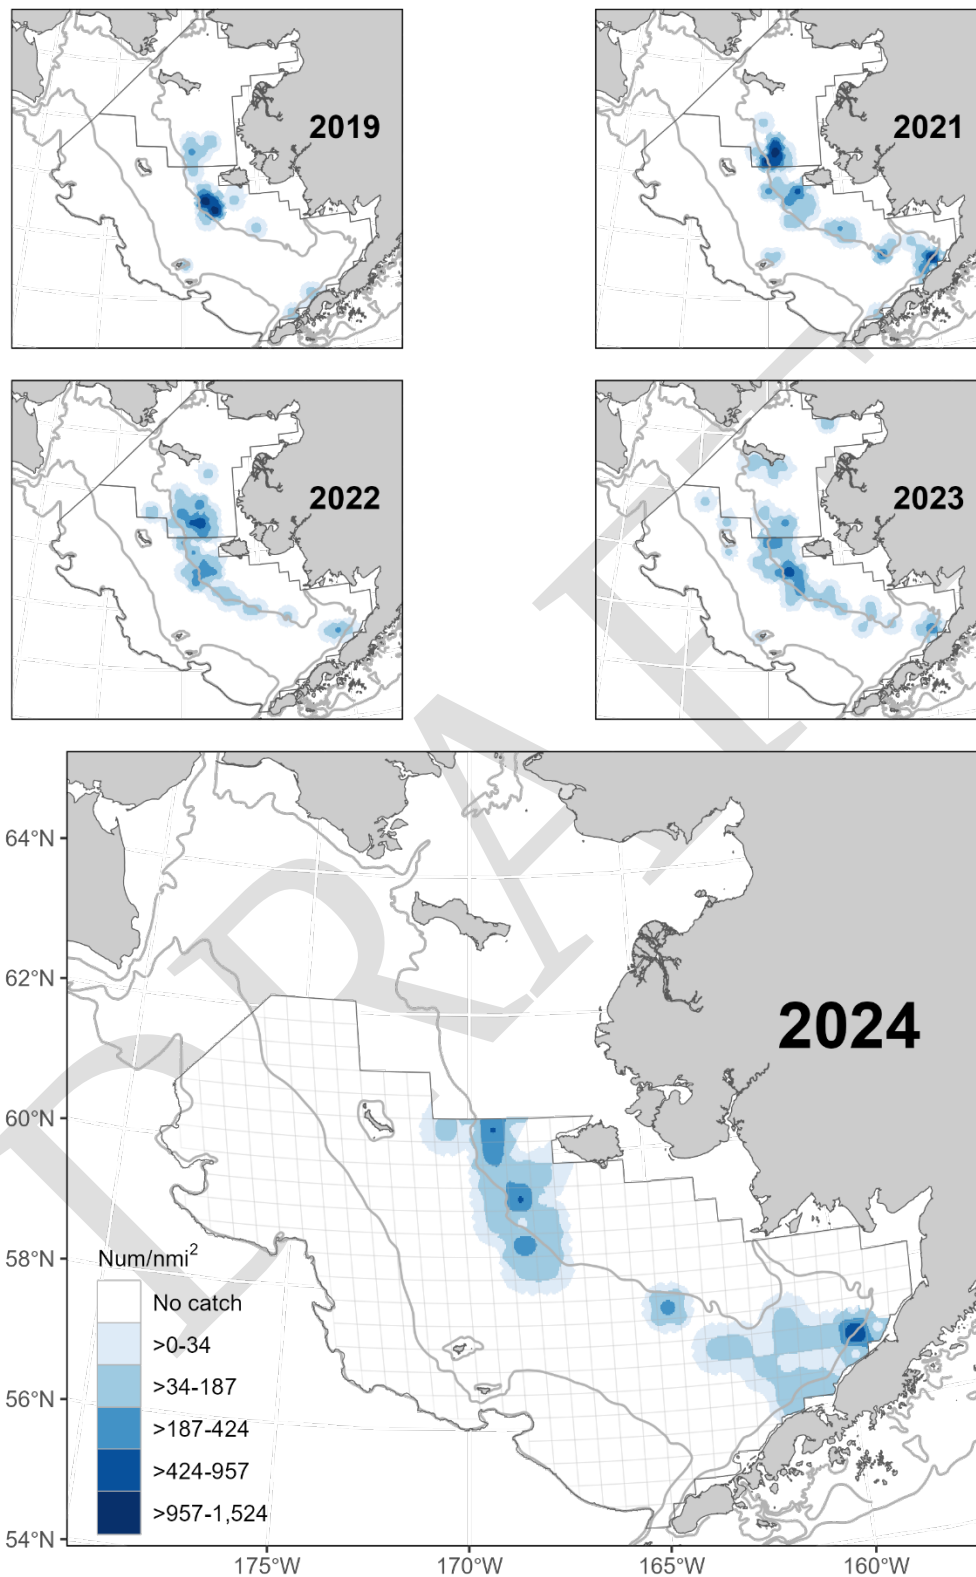 2019
2021
2022
2023
2024
64°N
62°N
60°N
58°N
56°N
54°N
Num/nmi²
No catch
>0-34
>34-187
>187-424
>424-957
>957-1,524
175°W
170°W
165°W
160°W
DRAFT